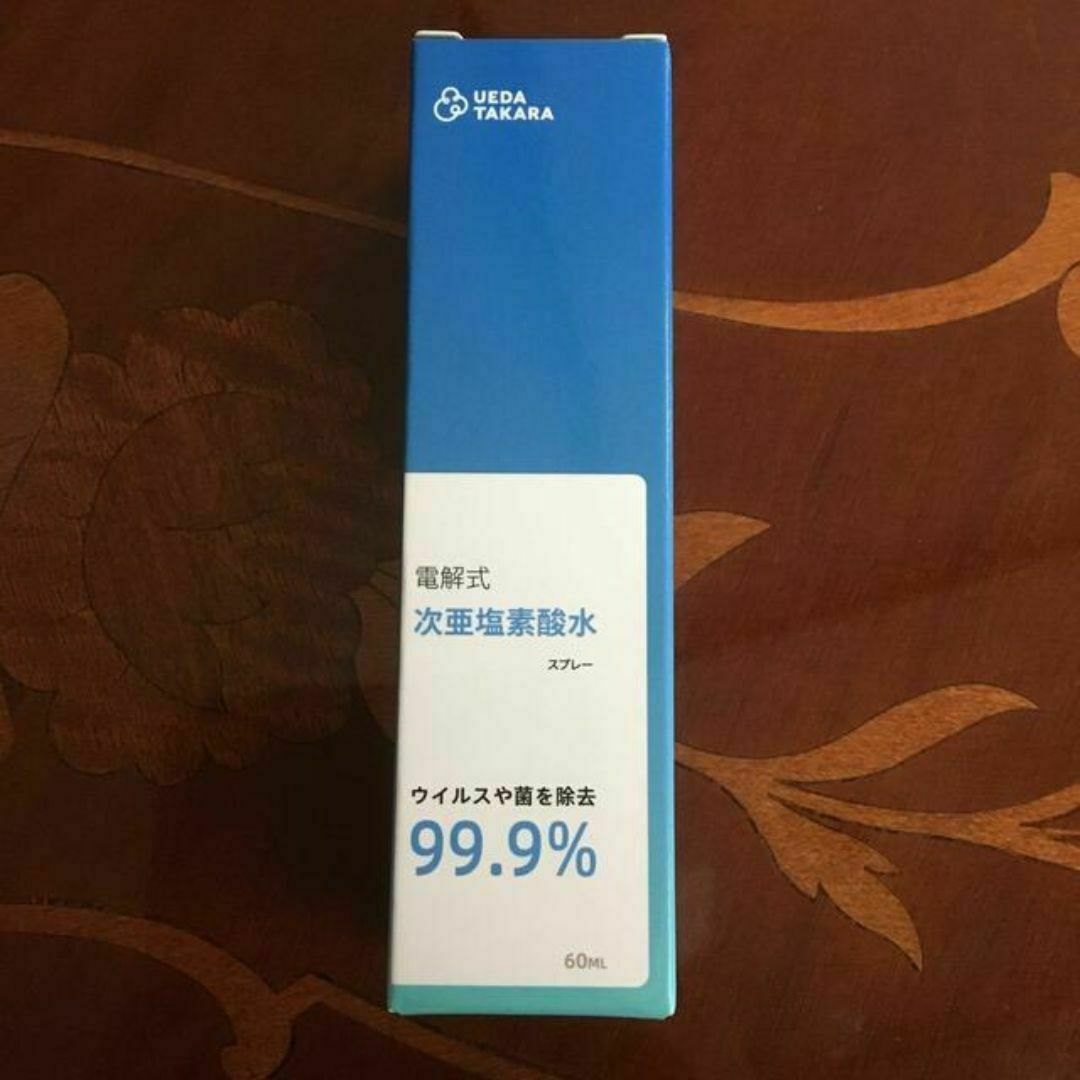 UEDA
TAKARA
電解式
次亜塩素酸水
スプレー
ウイルスや菌を除去
99.9%
60ML